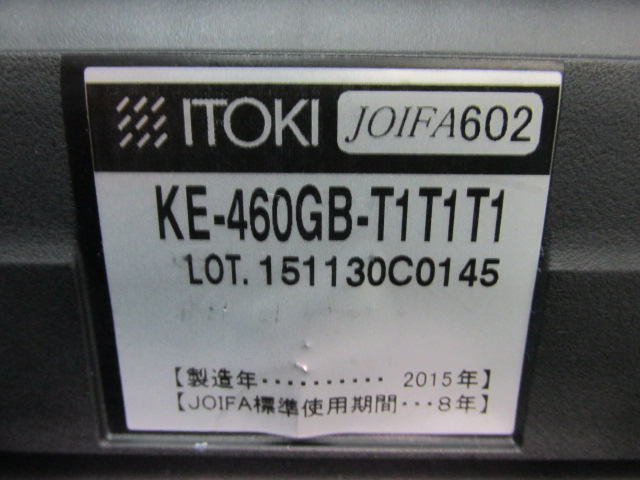 ITOKI JOIFA602
KE-460GB-T1T1T1
LOT. 151130C0145
【製造年・・・・・・・・・・ 2015年】
【JOIFA標準使用期間・・・8年】